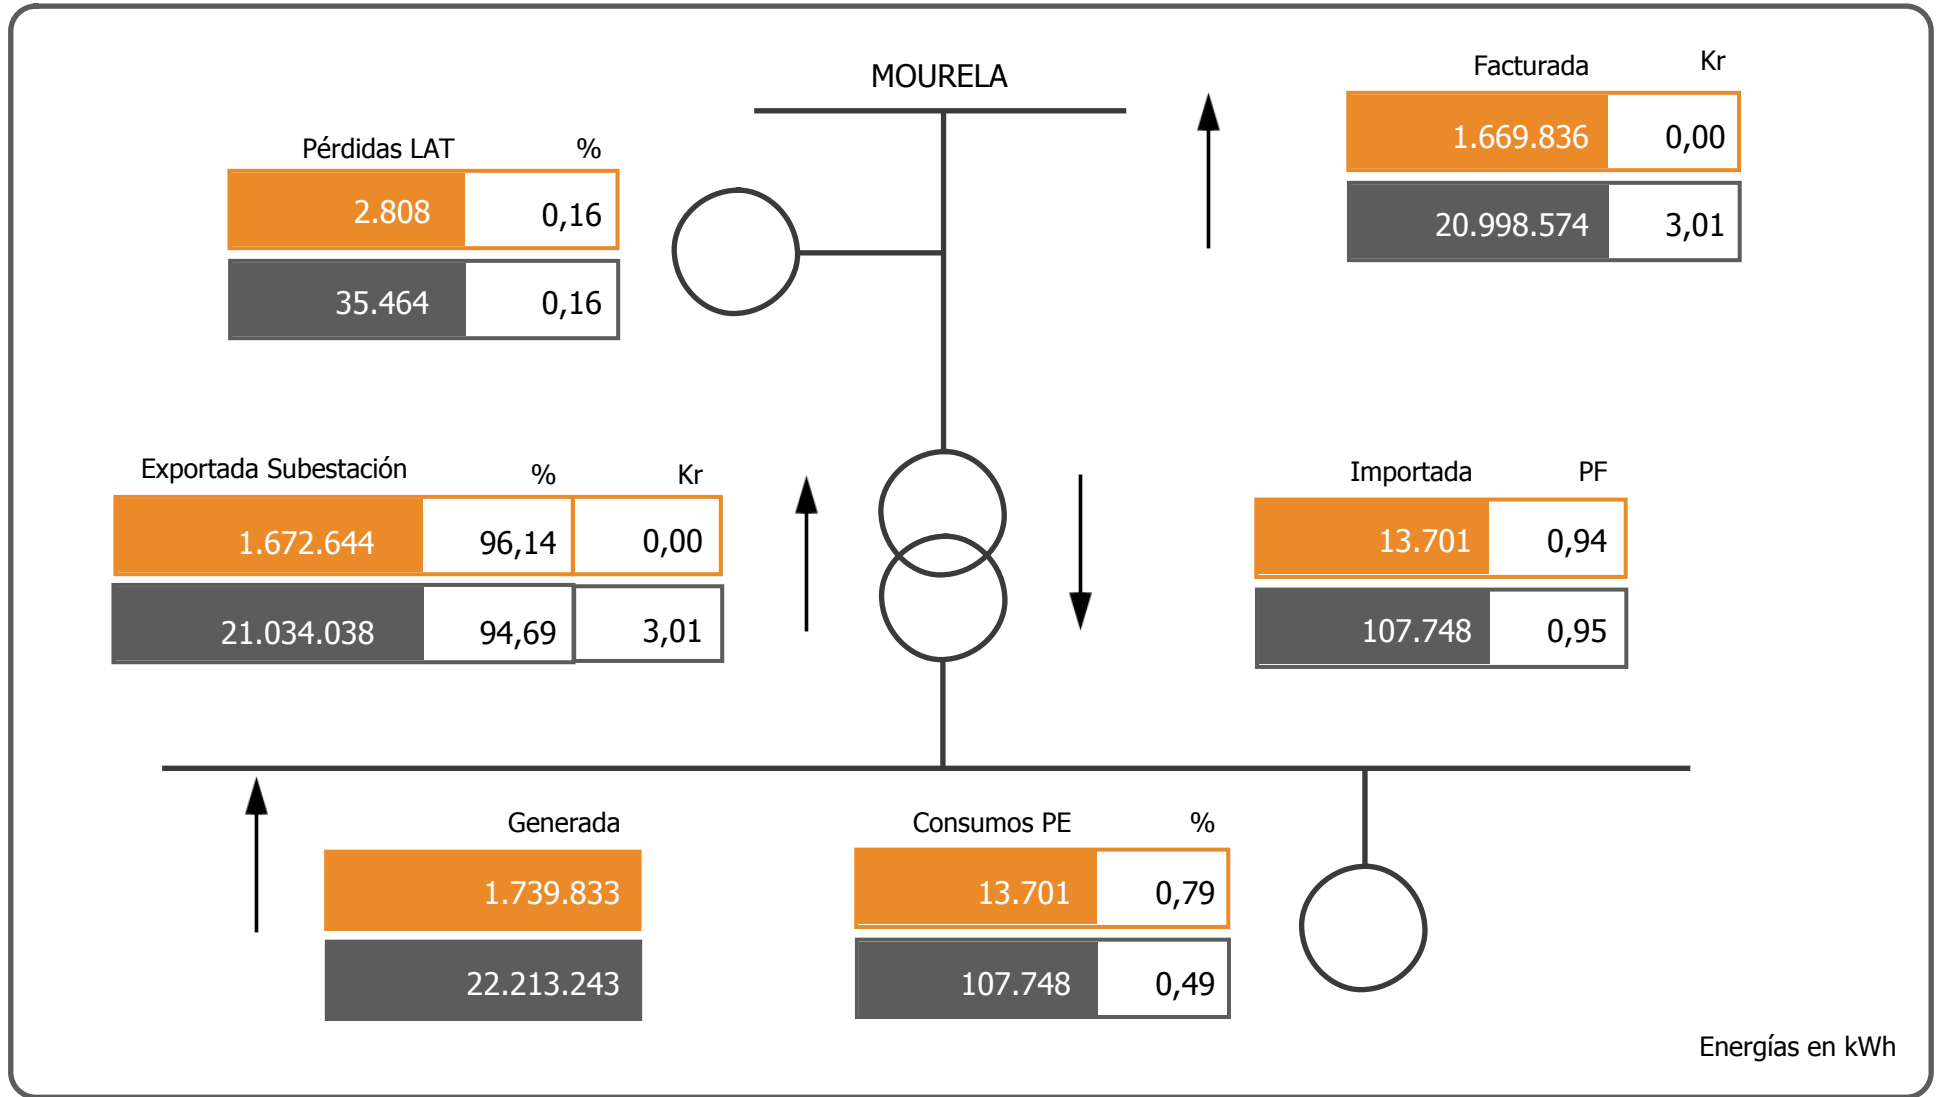 MOURELA
Facturada Kr
1.669.836 0,00
20.998.574 3,01
Pérdidas LAT %
2.808 0,16
35.464 0,16
Exportada Subestación % Kr
1.672.644 96,14 0,00
21.034.038 94,69 3,01
Importada PF
13.701 0,94
107.748 0,95
Generada
1.739.833
22.213.243
Consumos PE %
13.701 0,79
107.748 0,49
Energías en kWh